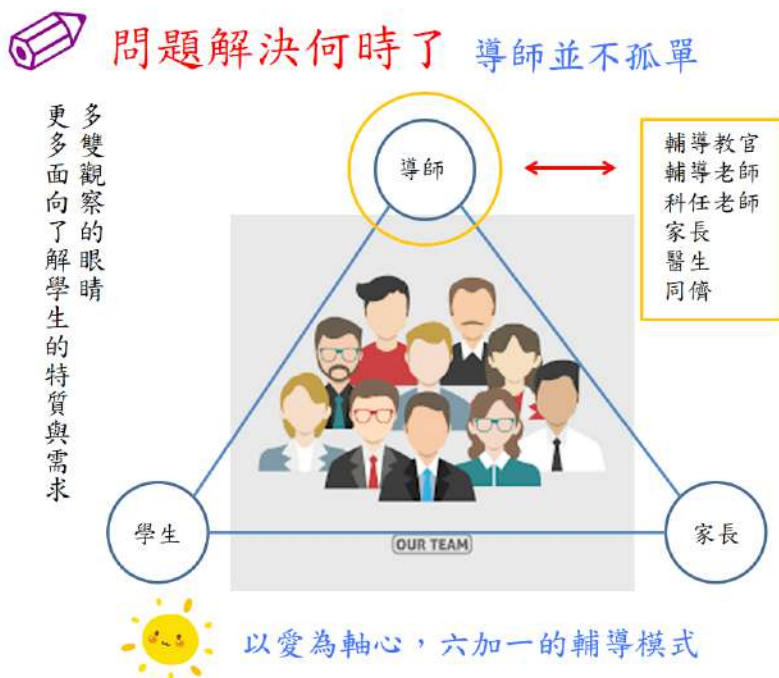 問題解決何時了 導師並不孤單
多雙觀察的眼睛
更多面向了解學生的特質與需求
導師
輔導教官
輔導老師
科任老師
家長
醫生
同儕
學生
OUR TEAM
家長
以愛為軸心，六加一的輔導模式